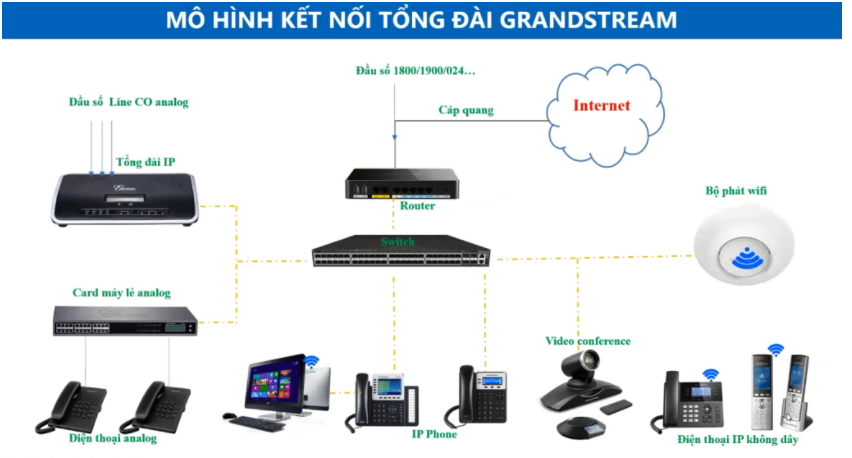 MÔ HÌNH KẾT NỐI TỔNG ĐÀI GRANDSTREAM
Đầu số 1800/1900/024...
Đầu số Line CO analog
Cáp quang
Internet
Tổng đài IP
Router
Bộ phát wifi
Switch
Card máy lẻ analog
Video conference
Điện thoại analog
IP Phone
Điện thoại IP không dây